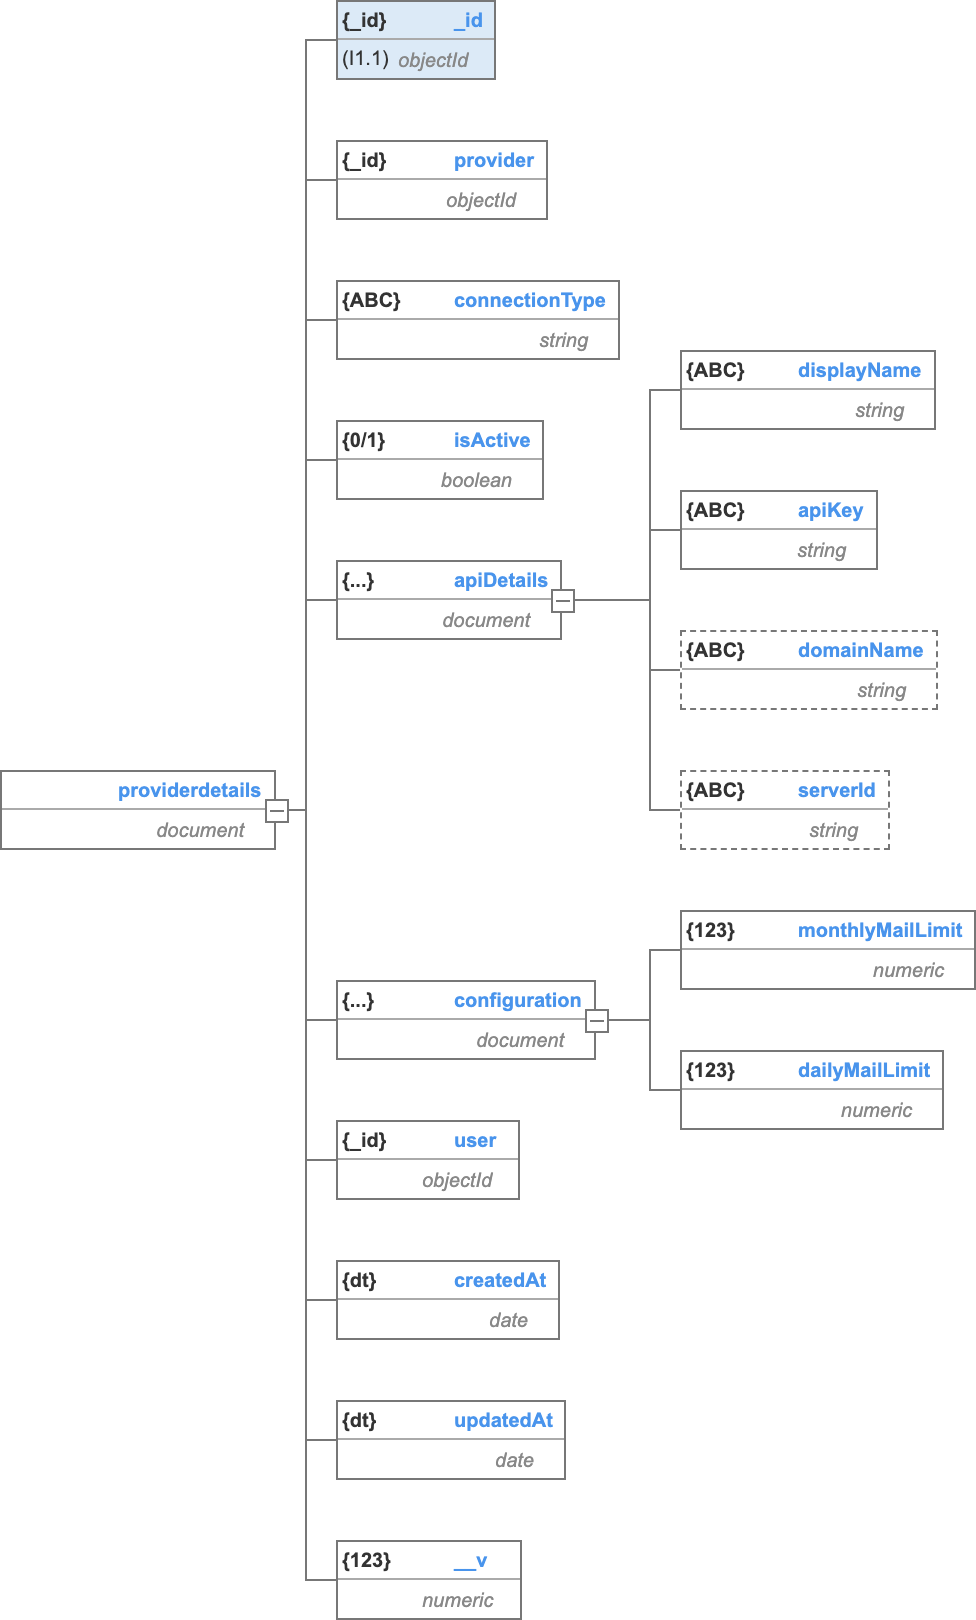 {_id} _id
(I1.1) objectId
{_id} provider
objectId
{ABC} connectionType
string
{0/1} isActive
boolean
{...} apiDetails
document
{ABC} displayName
string
{ABC} apiKey
string
{ABC} domainName
string
{ABC} serverId
string
providerdetails
document
{...} configuration
document
{123} monthlyMailLimit
numeric
{123} dailyMailLimit
numeric
{_id} user
objectId
{dt} createdAt
date
{dt} updatedAt
date
{123} __v
numeric